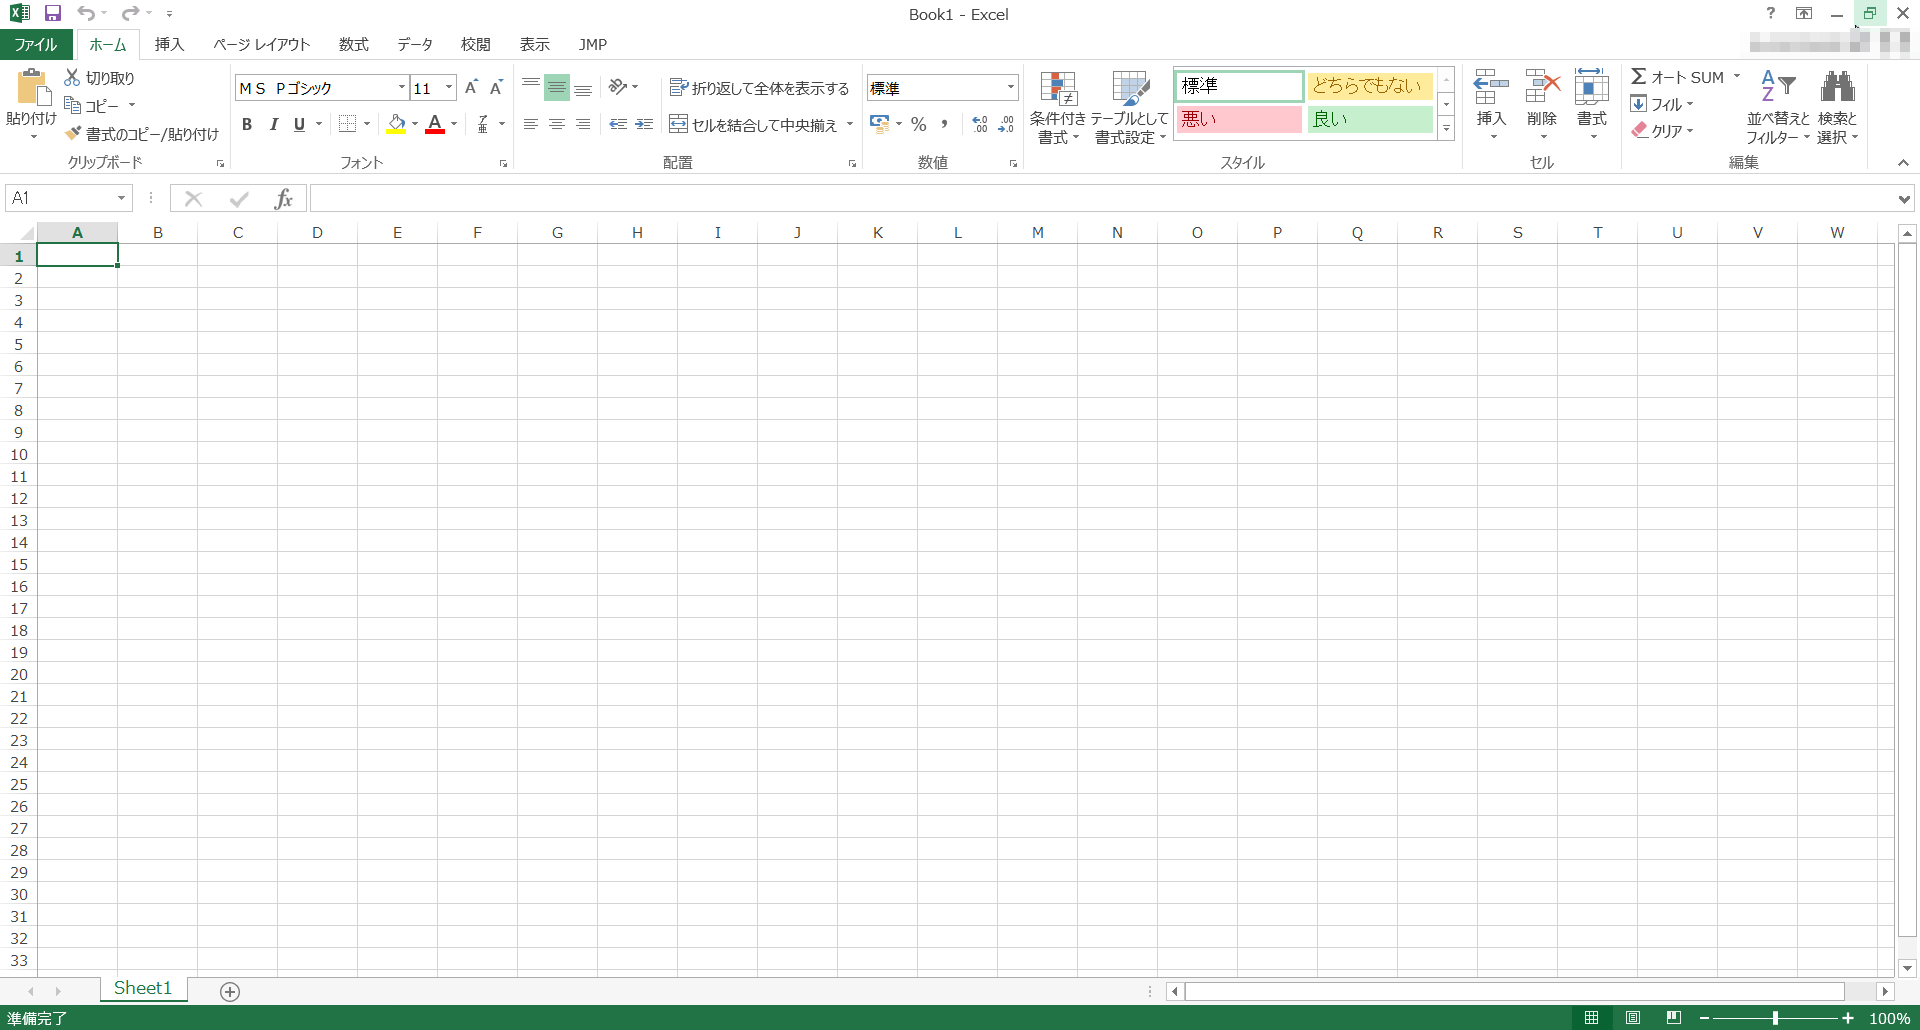 Book1 - Excel
ファイル ホーム 挿入 ページ レイアウト 数式 データ 校閲 表示 JMP
貼り付け
切り取り
コピー
書式のコピー/貼り付け
クリップボード
ＭＳ Ｐゴシック 11
B I U
フォント
折り返して全体を表示する
セルを結合して中央揃え
配置
標準
% ,
数値
条件付き書式
テーブルとして書式設定
標準 どちらでもない
悪い 良い
スタイル
挿入 削除 書式
セル
Σ オート SUM
フィル
クリア
並べ替えとフィルター
検索と選択
編集
A1
fx
A B C D E F G H I J K L M N O P Q R S T U V W
1
2
3
4
5
6
7
8
9
10
11
12
13
14
15
16
17
18
19
20
21
22
23
24
25
26
27
28
29
30
31
32
33
Sheet1
準備完了 100%